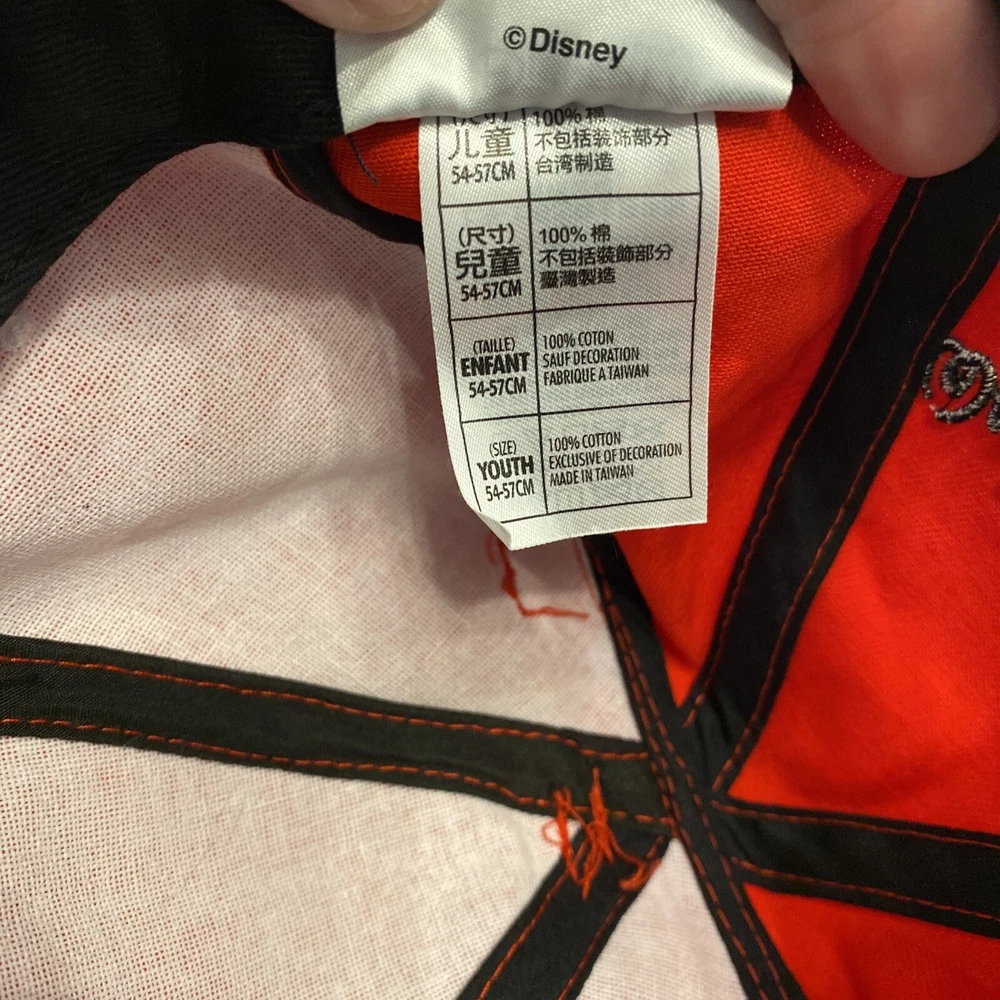 ©Disney
(尺寸)
儿童
54-57CM
100% 棉
不包括装饰部分
台湾制造
(尺寸)
兒童
54-57CM
100% 棉
不包括裝飾部分
臺灣製造
(TAILLE)
ENFANT
54-57CM
100% COTON
SAUF DECORATION
FABRIQUE A TAIWAN
(SIZE)
YOUTH
54-57CM
100% COTTON
EXCLUSIVE OF DECORATION
MADE IN TAIWAN